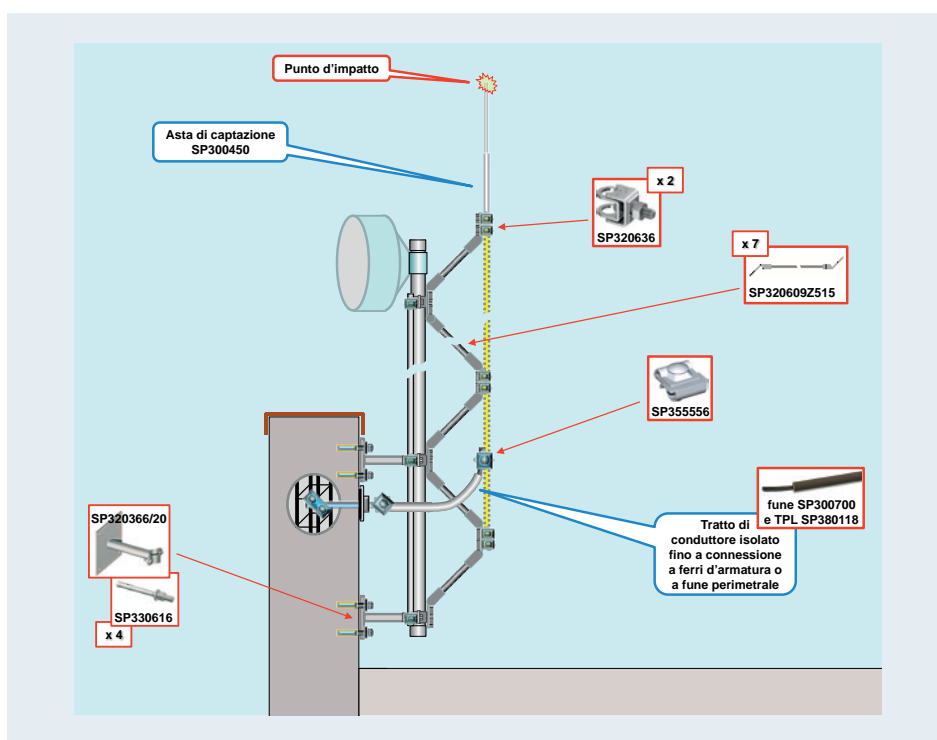 Punto d'impatto
Asta di captazione
SP300450
x 2
SP320636
x 7
SP320609Z515
SP355556
fune SP300700
e TPL SP380118
Tratto di
conduttore isolato
fino a connessione
a ferri d'armatura o
a fune perimetrale
SP320366/20
SP330616
x 4